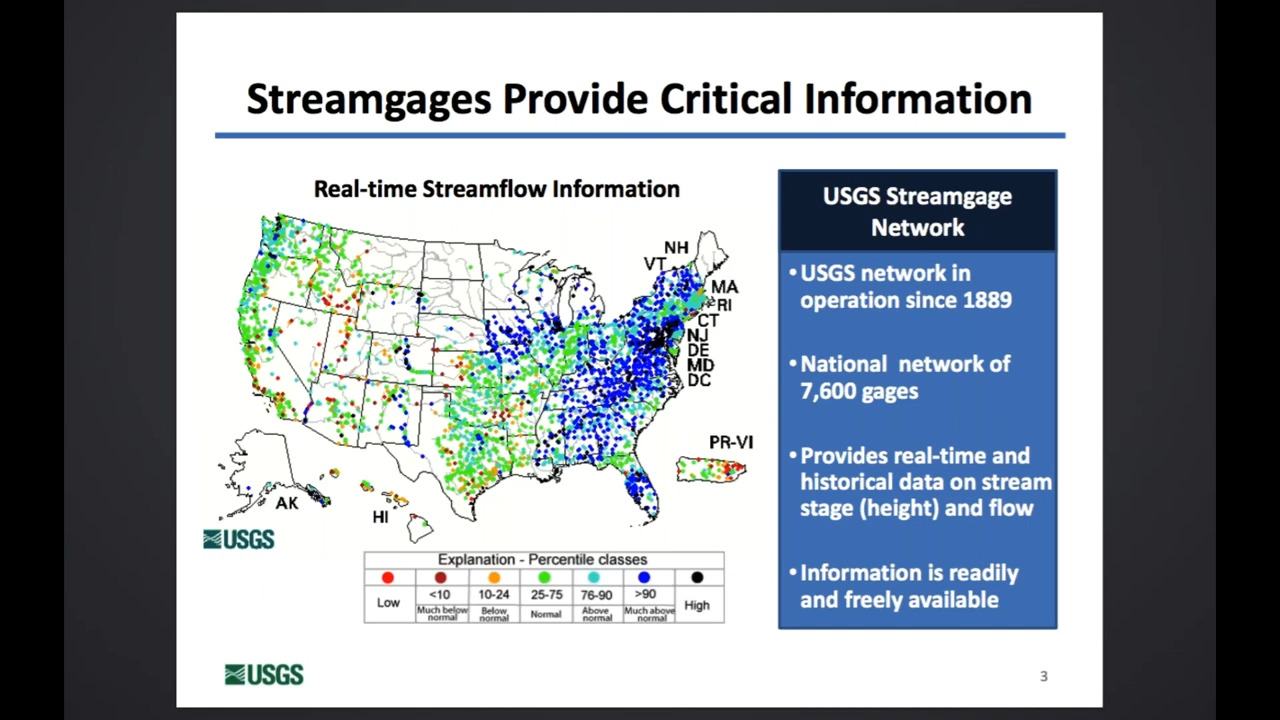 Streamgages Provide Critical Information
Real-time Streamflow Information
NH
VT
MA
RI
CT
NJ
DE
MD
DC
PR-VI
AK
HI
USGS
Explanation - Percentile classes
Low
<10
10-24
25-75
76-90
>90
High
Much below
normal
Below
normal
Normal
Above
normal
Much above
normal
USGS Streamgage
Network
• USGS network in
operation since 1889
• National network of
7,600 gages
• Provides real-time and
historical data on stream
stage (height) and flow
• Information is readily
and freely available
USGS
3